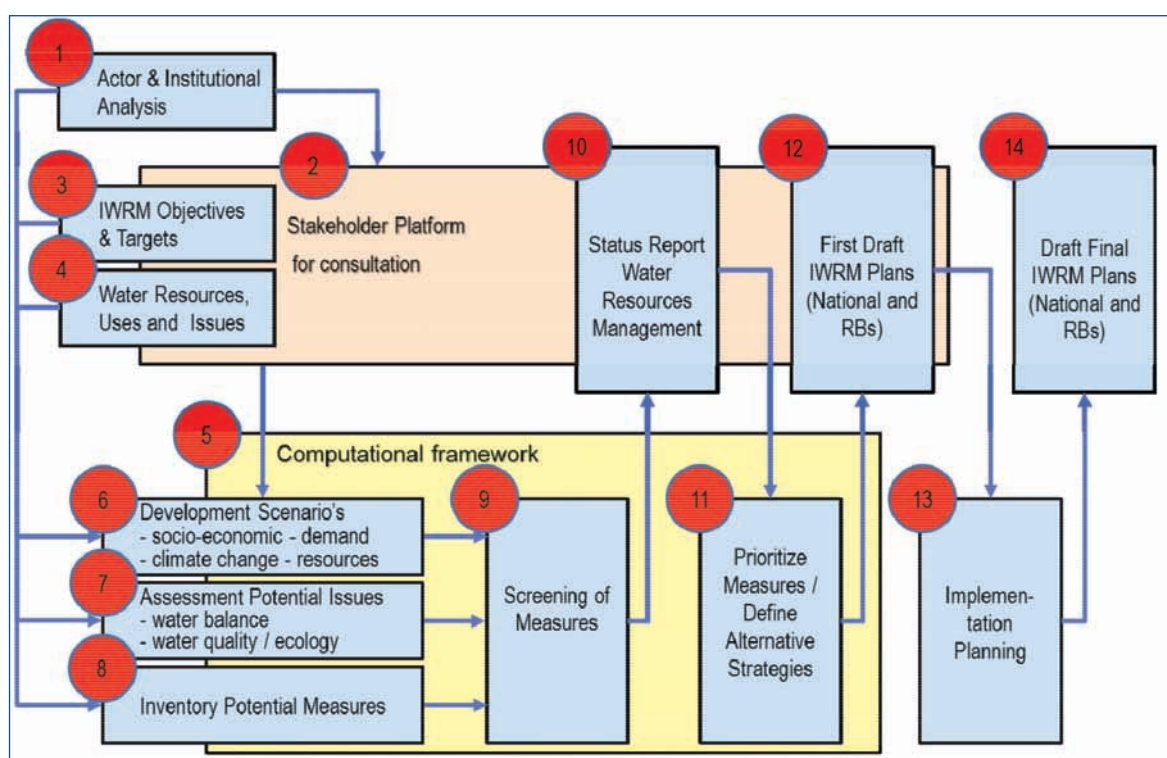 1
Actor & Institutional
Analysis
2
Stakeholder Platform
for consultation
3
IWRM Objectives
& Targets
4
Water Resources,
Uses and Issues
5
Computational framework
6
Development Scenario's
- socio-economic - demand
- climate change - resources
7
Assessment Potential Issues
- water balance
- water quality / ecology
8
Inventory Potential Measures
9
Screening of
Measures
10
Status Report
Water
Resources
Management
11
Prioritize
Measures /
Define
Alternative
Strategies
12
First Draft
IWRM Plans
(National and
RBs)
13
Implemen-
tation
Planning
14
Draft Final
IWRM Plans
(National and
RBs)